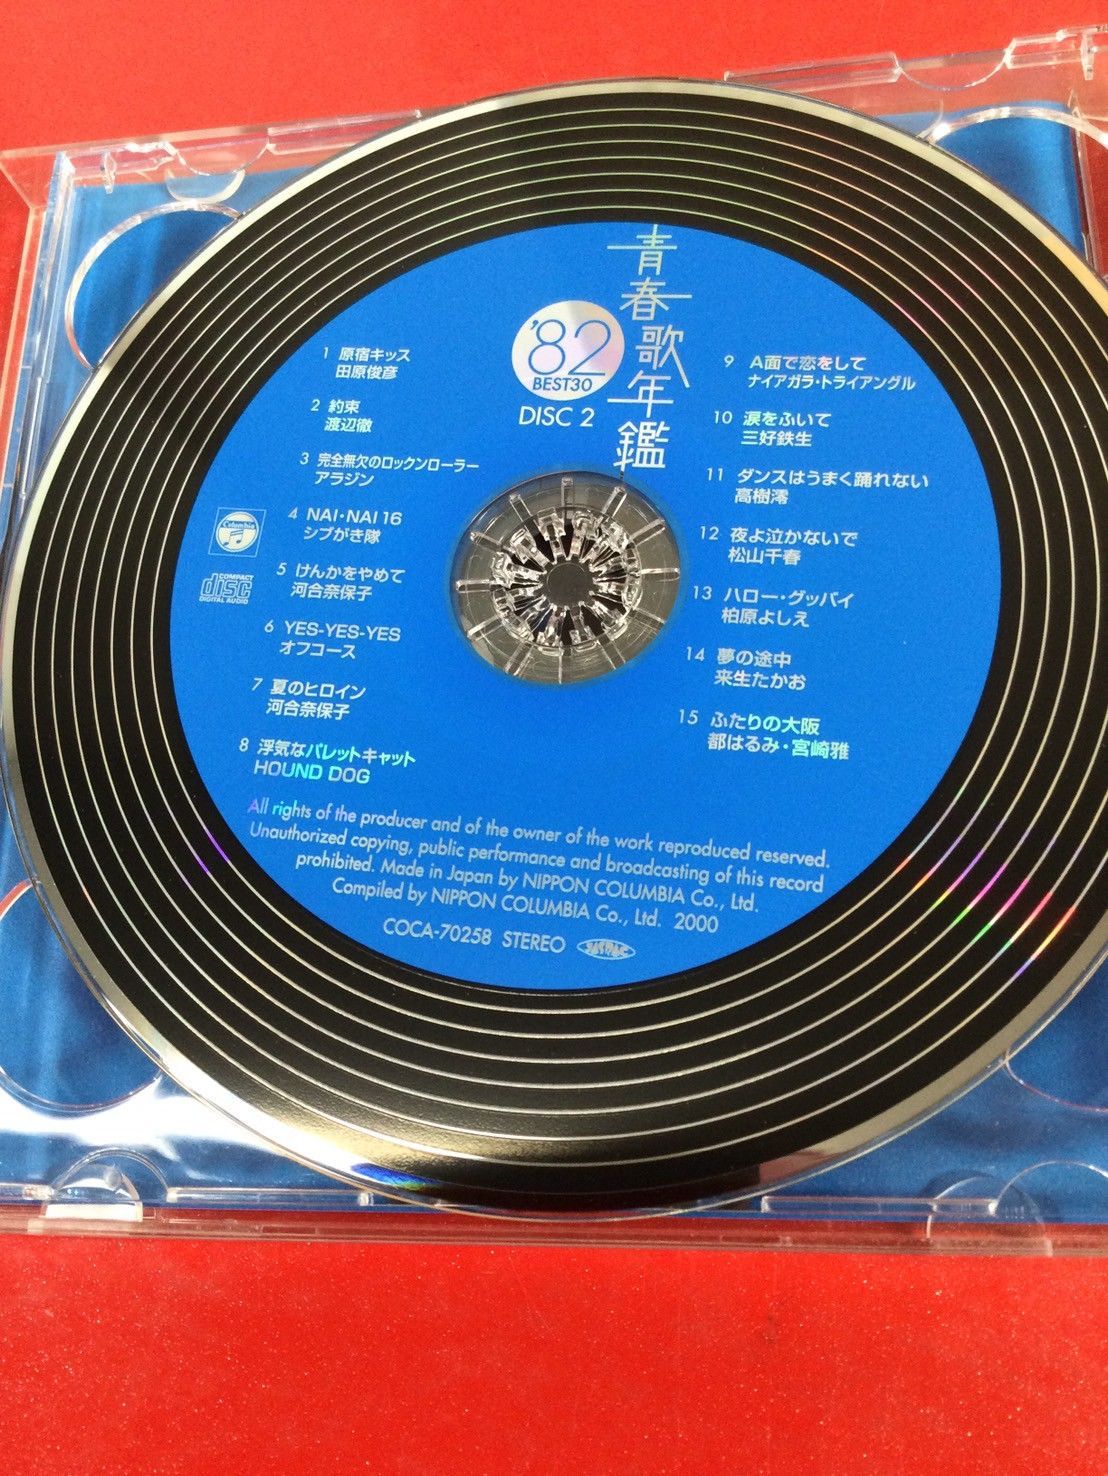 青春歌年鑑
'82
BEST30
DISC 2
1 原宿キッス
田原俊彦
2 約束
渡辺徹
3 完全無欠のロックンローラー
アラジン
4 NAI・NAI 16
シブがき隊
5 けんかをやめて
河合奈保子
6 YES-YES-YES
オフコース
7 夏のヒロイン
河合奈保子
8 浮気なパレットキャット
HOUND DOG
9 A面で恋をして
ナイアガラ・トライアングル
10 涙をふいて
三好鉄生
11 ダンスはうまく踊れない
高樹澪
12 夜よ泣かないで
松山千春
13 ハロー・グッバイ
柏原よしえ
14 夢の途中
来生たかお
15 ふたりの大阪
都はるみ・宮崎雅
Columbia
COMPACT
disc
DIGITAL AUDIO
All rights of the producer and of the owner of the work reproduced reserved.
Unauthorized copying, public performance and broadcasting of this record
prohibited. Made in Japan by NIPPON COLUMBIA Co., Ltd.
Compiled by NIPPON COLUMBIA Co., Ltd. 2000
COCA-70258 STEREO